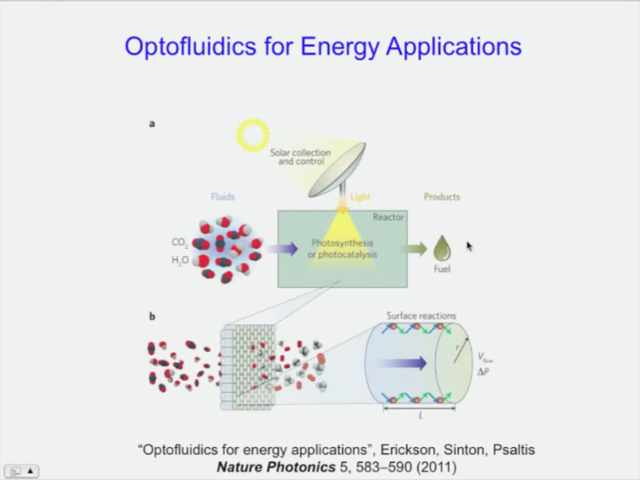 Optofluidics for Energy Applications
a
Solar collection
and control
Fluids
Light
Products
Reactor
CO2
H2O
Photosynthesis
or photocatalysis
Fuel
b
Surface reactions
r
Vflow
ΔP
L
“Optofluidics for energy applications”, Erickson, Sinton, Psaltis
Nature Photonics 5, 583–590 (2011)